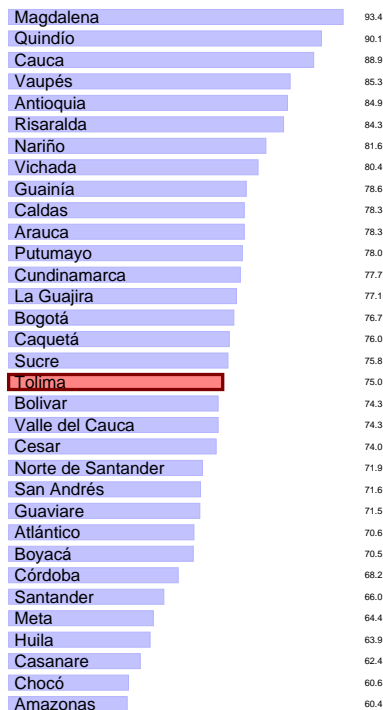 Magdalena 93.4
Quindío 90.1
Cauca 88.9
Vaupés 85.3
Antioquia 84.9
Risaralda 84.3
Nariño 81.6
Vichada 80.4
Guainía 78.6
Caldas 78.3
Arauca 78.3
Putumayo 78.0
Cundinamarca 77.7
La Guajira 77.1
Bogotá 76.7
Caquetá 76.0
Sucre 75.8
Tolima 75.0
Bolivar 74.3
Valle del Cauca 74.3
Cesar 74.0
Norte de Santander 71.9
San Andrés 71.6
Guaviare 71.5
Atlántico 70.6
Boyacá 70.5
Córdoba 68.2
Santander 66.0
Meta 64.4
Huila 63.9
Casanare 62.4
Chocó 60.6
Amazonas 60.4